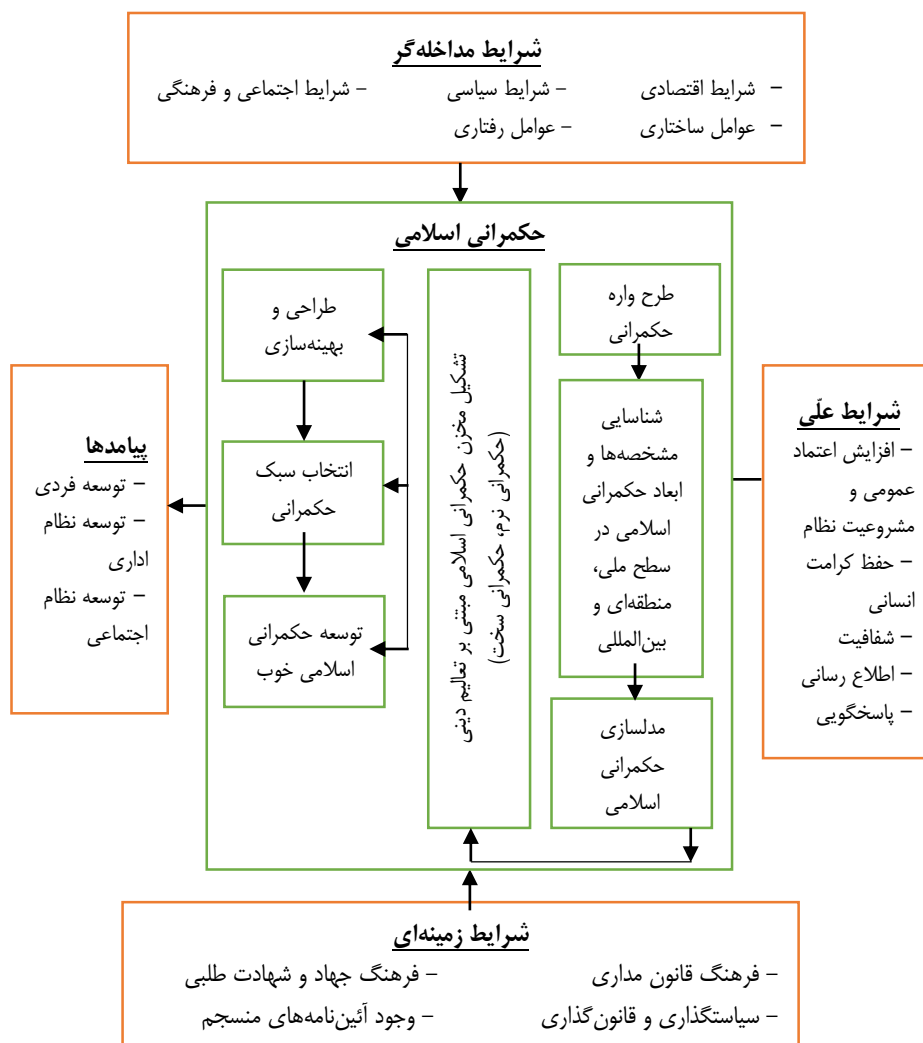 شرایط مداخله‌گر
– شرایط اقتصادی – شرایط سیاسی – شرایط اجتماعی و فرهنگی
– عوامل ساختاری – عوامل رفتاری
حکمرانی اسلامی
طرح واره
حکمرانی
شناسایی
مشخصه‌ها و
ابعاد حکمرانی
اسلامی در
سطح ملی،
منطقه‌ای و
بین‌المللی
مدلسازی
حکمرانی
اسلامی
تشکیل مخزن حکمرانی اسلامی مبتنی بر تعالیم دینی
(حکمرانی نرم، حکمرانی سخت)
طراحی و
بهینه‌سازی
انتخاب سبک
حکمرانی
توسعه حکمرانی
اسلامی خوب
شرایط علّی
– افزایش اعتماد
عمومی و
مشروعیت نظام
– حفظ کرامت
انسانی
– شفافیت
– اطلاع رسانی
– پاسخگویی
پیامدها
– توسعه فردی
– توسعه نظام
اداری
– توسعه نظام
اجتماعی
شرایط زمینه‌ای
– فرهنگ قانون مداری – فرهنگ جهاد و شهادت طلبی
– سیاستگذاری و قانون‌گذاری – وجود آئین‌نامه‌های منسجم